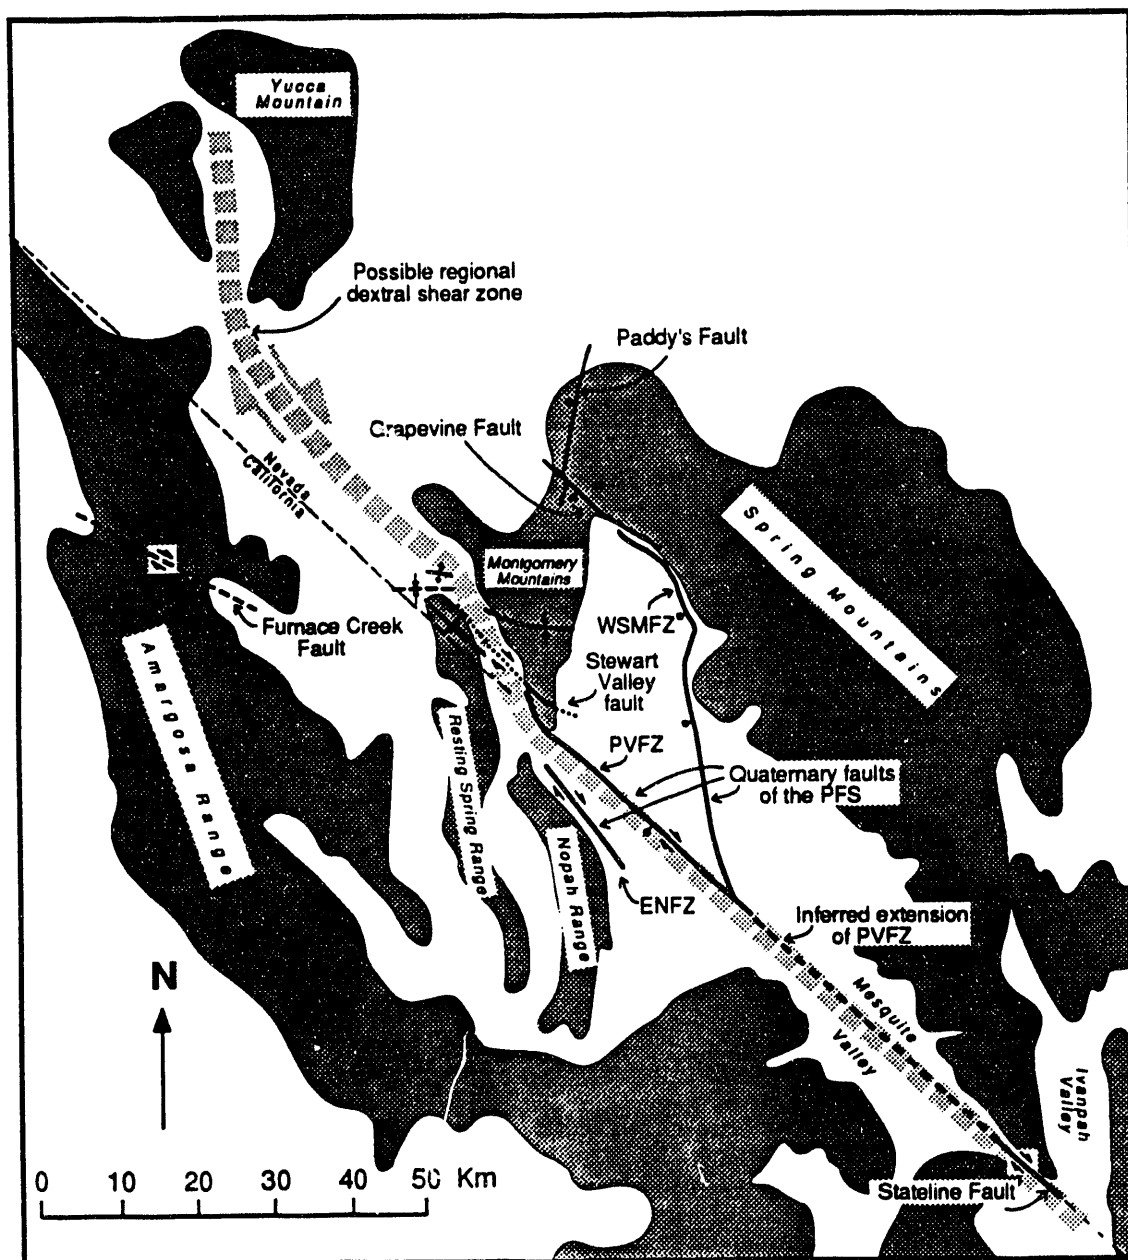 Yucca
Mountain
Possible regional
dextral shear zone
Paddy's Fault
Grapevine Fault
Nevada
California
Spring Mountains
Montgomery
Mountains
WSMFZ
Furnace Creek
Fault
Stewart
Valley
fault
Amargosa Range
Resting Spring Range
PVFZ
Quaternary faults
of the PFS
Nopah Range
ENFZ
Inferred extension
of PVFZ
N
Mesquite
Valley
Ivanpah
Valley
0 10 20 30 40 50 Km
Stateline Fault